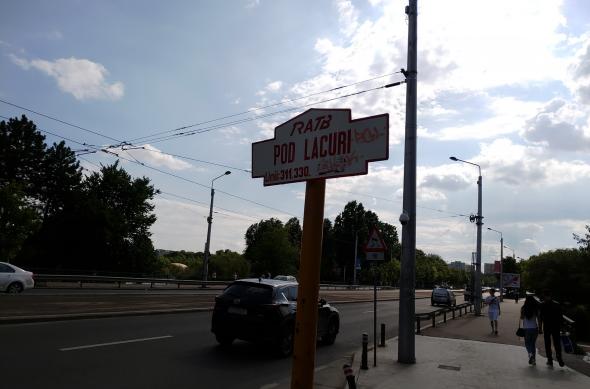 RATB
POD LACURI
Linii:311.330.